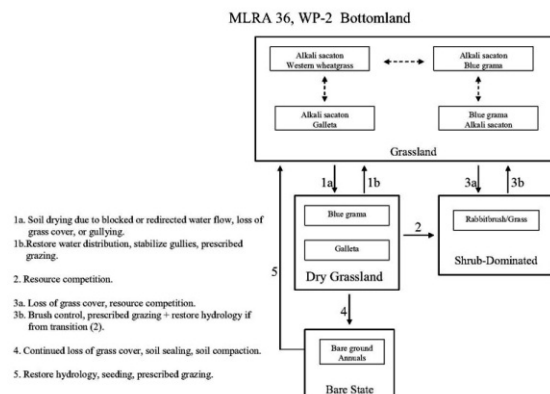 MLRA 36, WP-2 Bottomland
Alkali sacaton
Western wheatgrass
Alkali sacaton
Blue grama
Alkali sacaton
Galleta
Blue grama
Alkali sacaton
Grassland
1a
1b
3a
3b
1a. Soil drying due to blocked or redirected water flow, loss of
grass cover, or gullying.
1b.Restore water distribution, stabilize gullies, prescribed
grazing.
2. Resource competition.
3a. Loss of grass cover, resource competition.
3b. Brush control, prescribed grazing + restore hydrology if
from transition (2).
4. Continued loss of grass cover, soil sealing, soil compaction.
5. Restore hydrology, seeding, prescribed grazing.
Blue grama
Galleta
Dry Grassland
2
Rabbitbrush/Grass
Shrub-Dominated
5
4
Bare ground
Annuals
Bare State